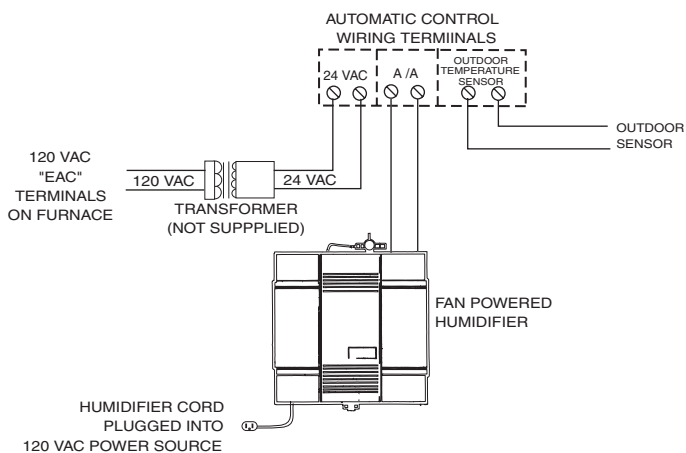 AUTOMATIC CONTROL
WIRING TERMIINALS
24 VAC
A /A
OUTDOOR
TEMPERATURE
SENSOR
OUTDOOR
SENSOR
120 VAC
"EAC"
TERMINALS
ON FURNACE
120 VAC
24 VAC
TRANSFORMER
(NOT SUPPPLIED)
FAN POWERED
HUMIDIFIER
HUMIDIFIER CORD
PLUGGED INTO
120 VAC POWER SOURCE